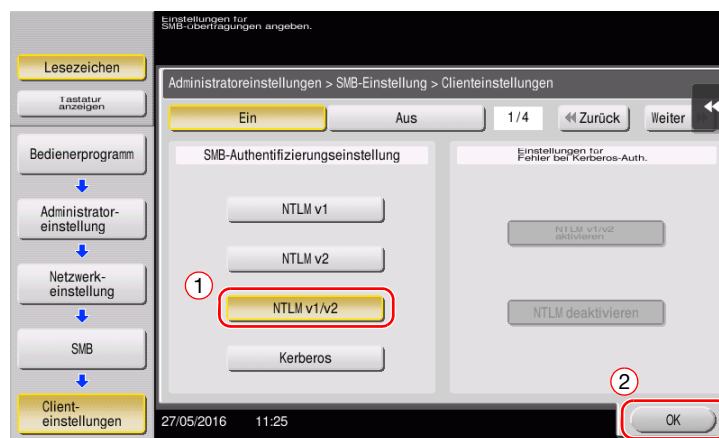 Einstellungen für
SMB-übertragungen angeben.
Lesezeichen
Tastatur
anzeigen
Bedienerprogramm
Administrator-
einstellung
Netzwerk-
einstellung
SMB
Client-
einstellungen
Administratoreinstellungen > SMB-Einstellung > Clienteinstellungen
Ein
Aus
1/4
Zurück
Weiter
SMB-Authentifizierungseinstellung
NTLM v1
NTLM v2
1
NTLM v1/v2
Kerberos
Einstellungen für
Fehler bei Kerberos-Auth.
NTLM v1/v2
aktivieren
NTLM deaktivieren
2
27/05/2016 11:25
OK